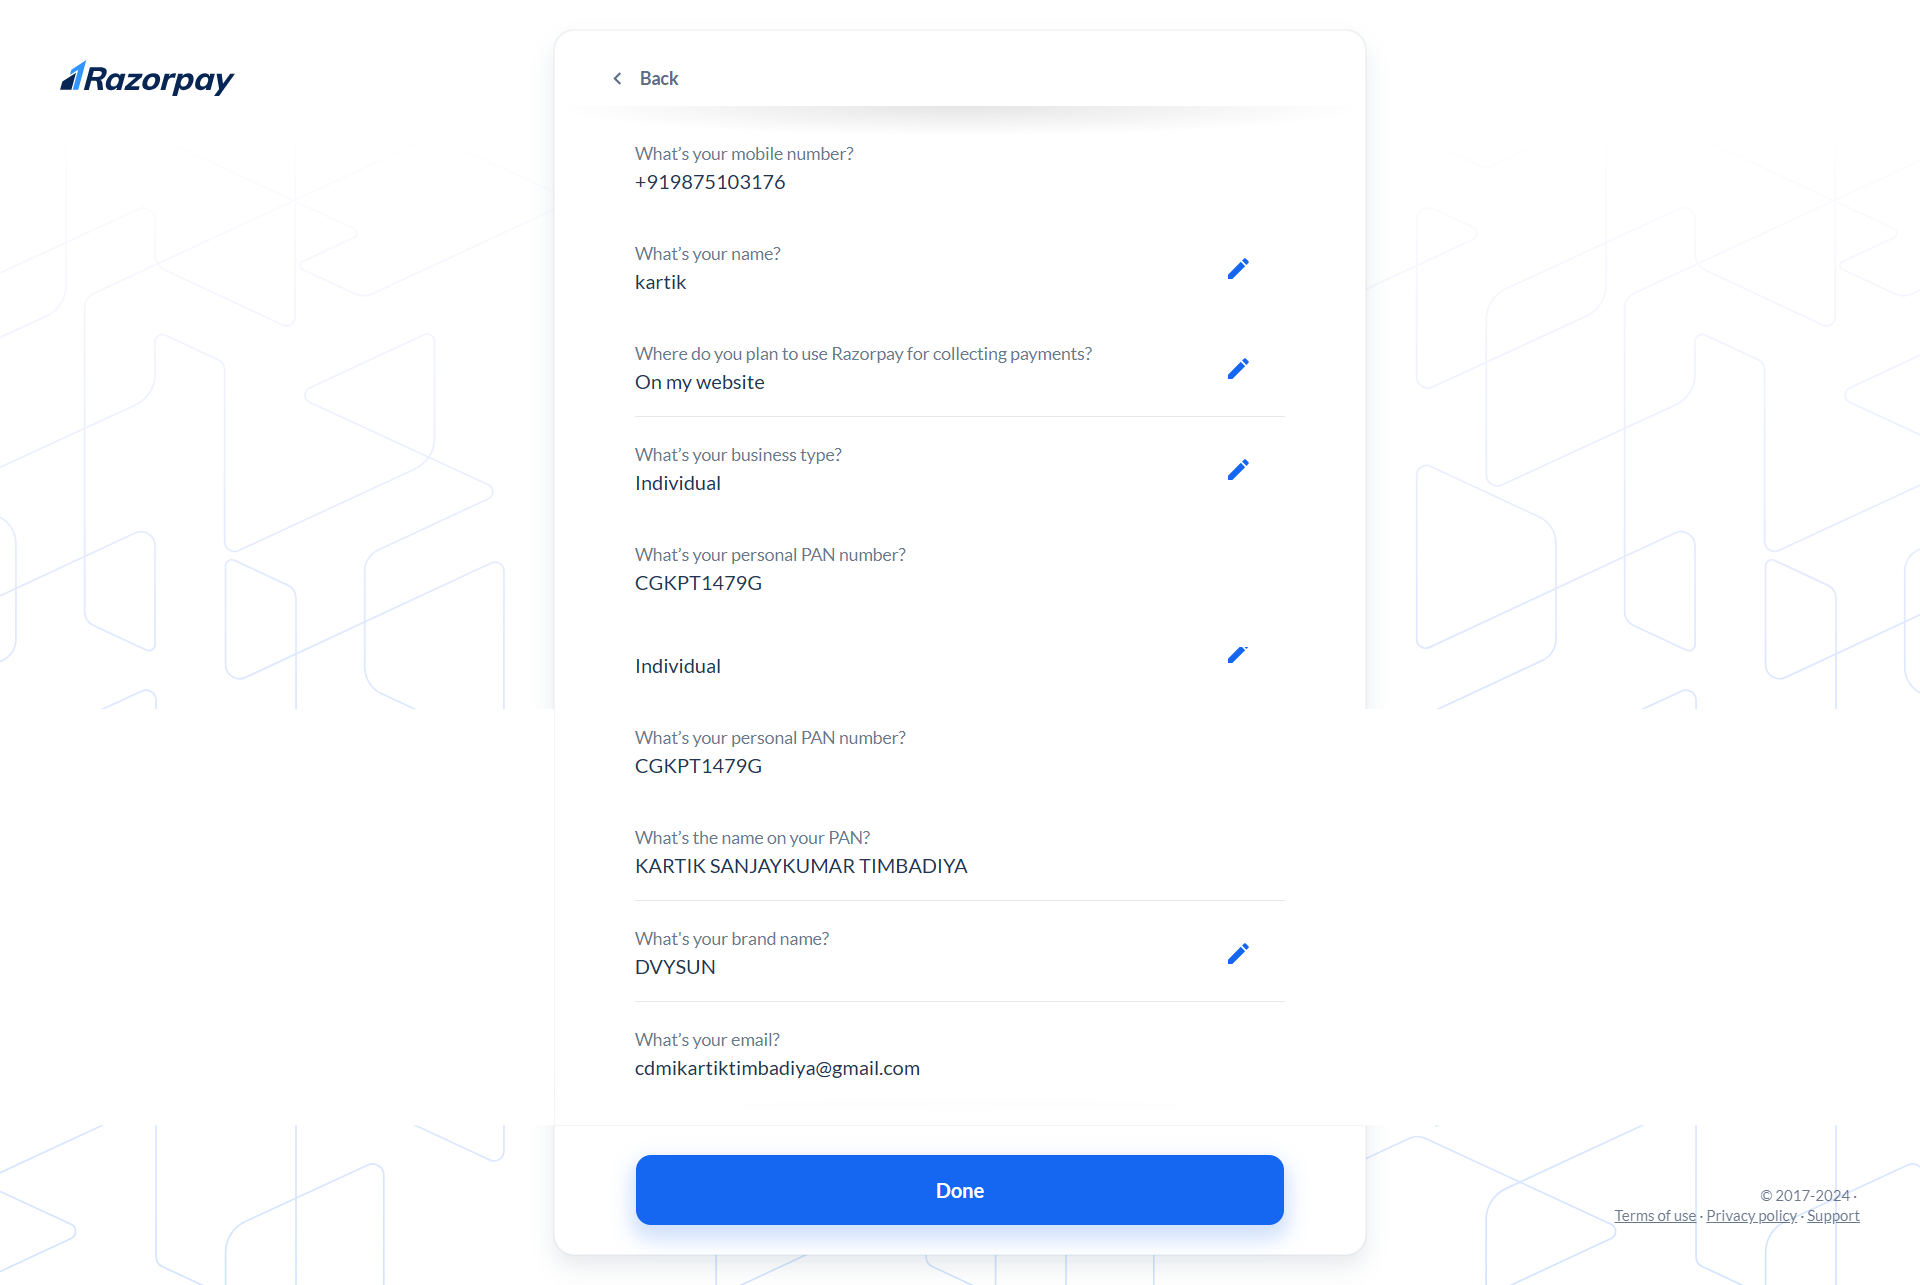 Razorpay
Back
What's your mobile number?
+919875103176
What's your name?
kartik
Where do you plan to use Razorpay for collecting payments?
On my website
What's your business type?
Individual
What's your personal PAN number?
CGKPT1479G
Individual
What's your personal PAN number?
CGKPT1479G
What's the name on your PAN?
KARTIK SANJAYKUMAR TIMBADIYA
What's your brand name?
DVYSUN
What's your email?
cdmikartiktimbadiya@gmail.com
Done
© 2017-2024 ·
Terms of use · Privacy policy · Support